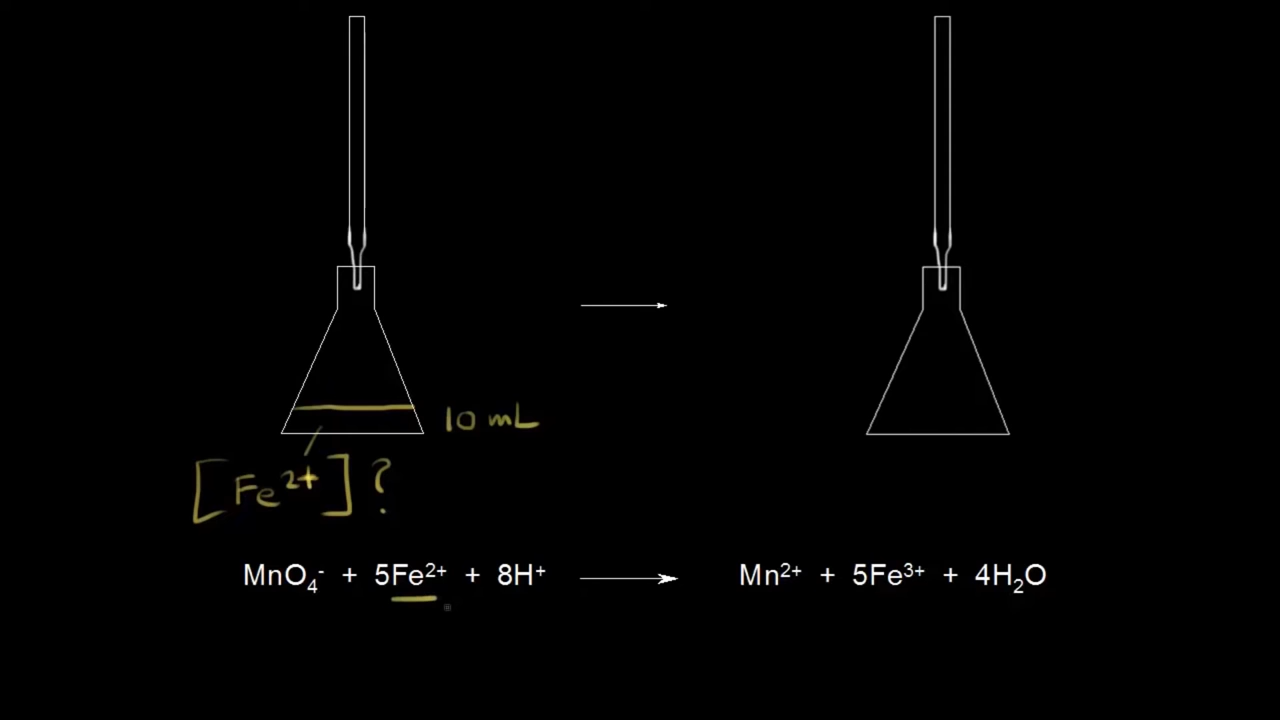 10 mL
[Fe²⁺]?
MnO₄⁻ + 5Fe²⁺ + 8H⁺ ⟶ Mn²⁺ + 5Fe³⁺ + 4H₂O